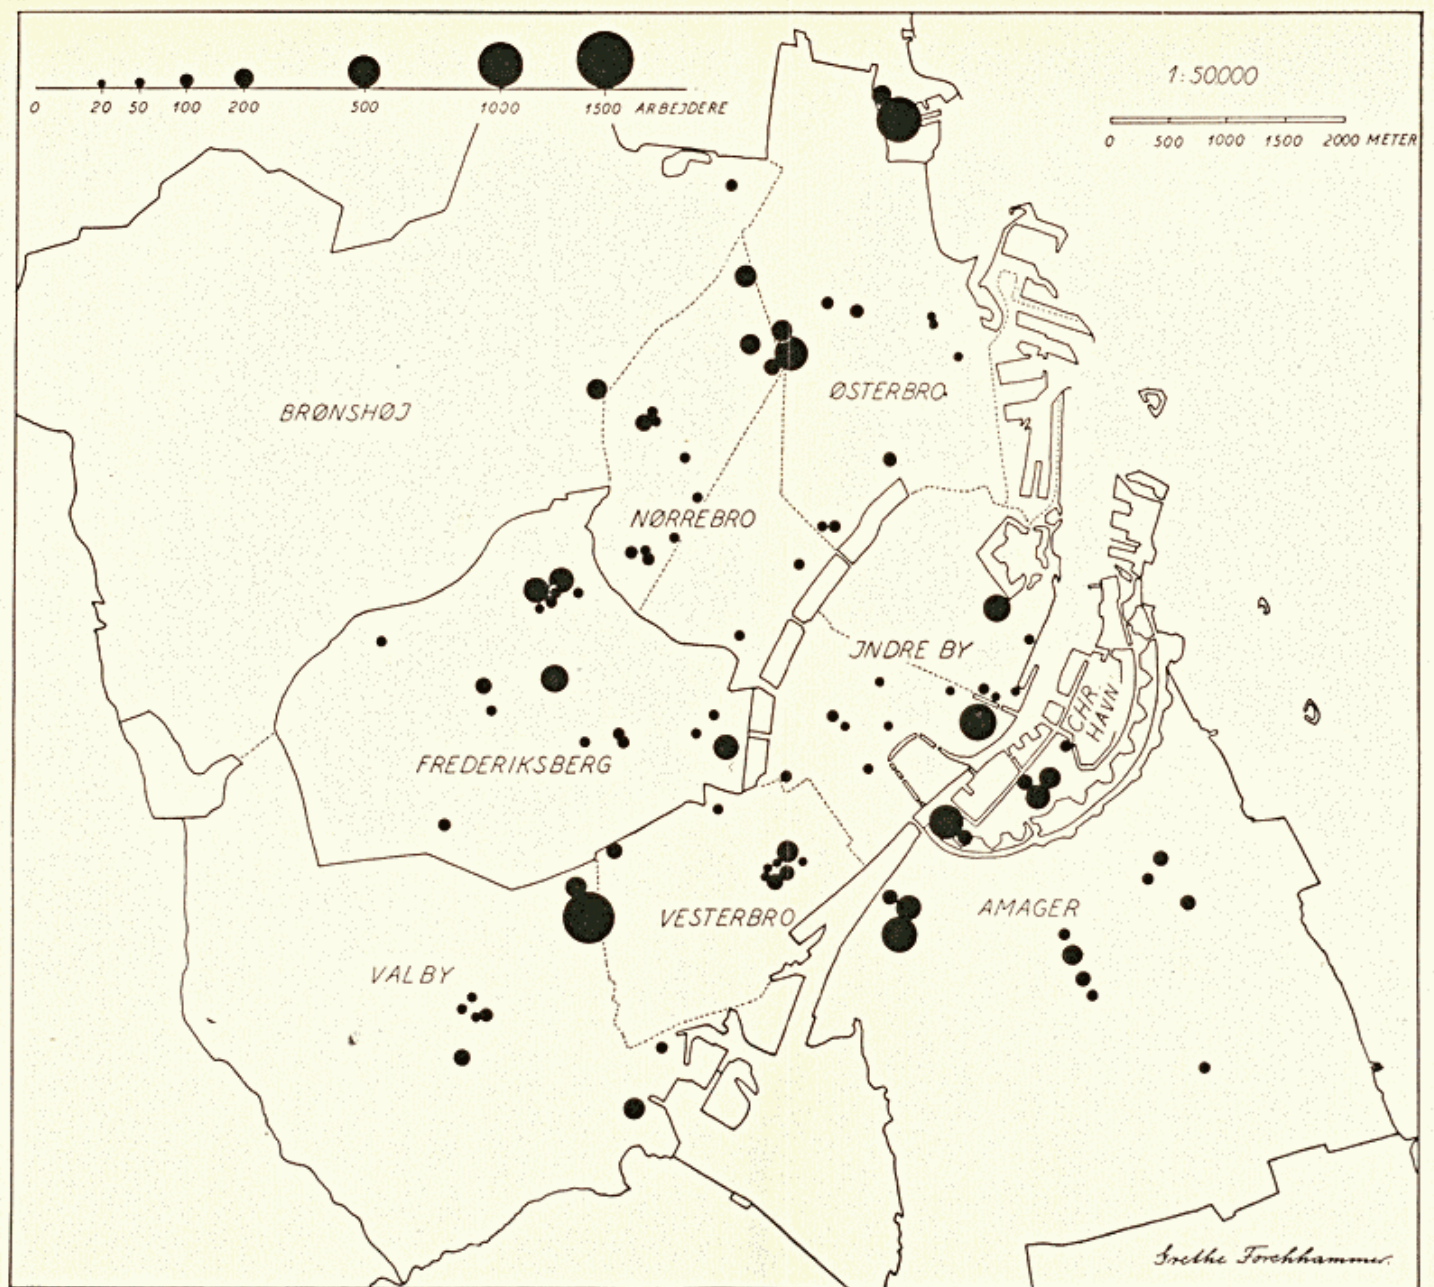 0 20 50 100 200 500 1000 1500 ARBEJDERE
1:50000
0 500 1000 1500 2000 METER
BRØNSHØJ
ØSTERBRO
NØRREBRO
JNDRE BY
CHR.
HAVN
FREDERIKSBERG
VESTERBRO
AMAGER
VALBY
Grethe Forchhammer.